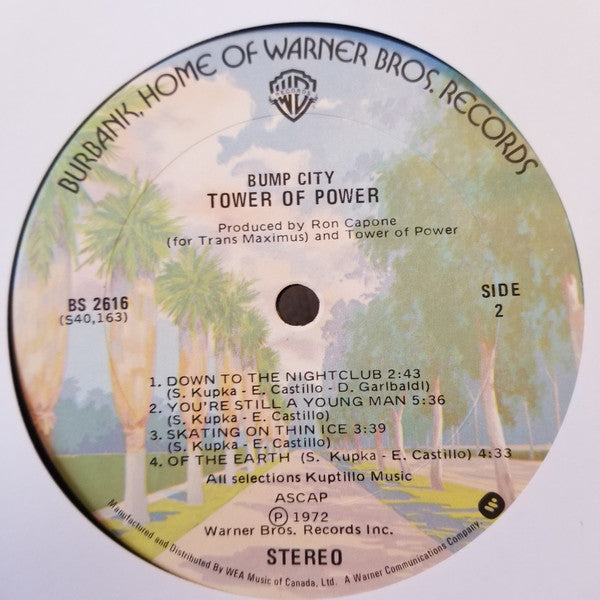 BURBANK, HOME OF WARNER BROS. RECORDS
WB
RECORDS
BUMP CITY
TOWER OF POWER
Produced by Ron Capone
(for Trans Maximus) and Tower of Power
BS 2616
(S40,163)
SIDE
2
1. DOWN TO THE NIGHTCLUB 2:43
(S. Kupka - E. Castillo - D. Garibaldi)
2. YOU'RE STILL A YOUNG MAN 5:36
(S. Kupka - E. Castillo)
3. SKATING ON THIN ICE 3:39
(S. Kupka - E. Castillo)
4. OF THE EARTH (S. Kupka - E. Castillo) 4:33
All selections Kuptillo Music
ASCAP
Ⓟ 1972
Warner Bros. Records Inc.
STEREO
Manufactured and Distributed By WEA Music of Canada, Ltd. A Warner Communications Company.